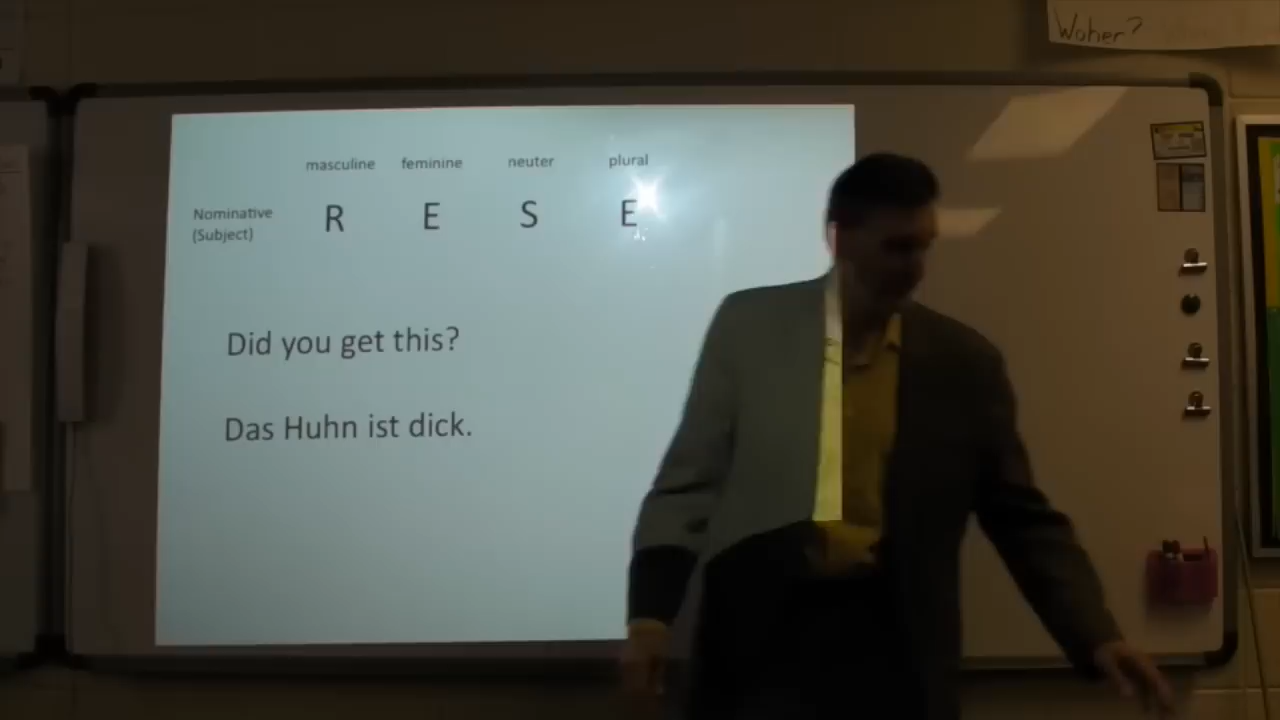 Woher?
masculine feminine neuter plural
Nominative
(Subject)
R E S E
Did you get this?
Das Huhn ist dick.